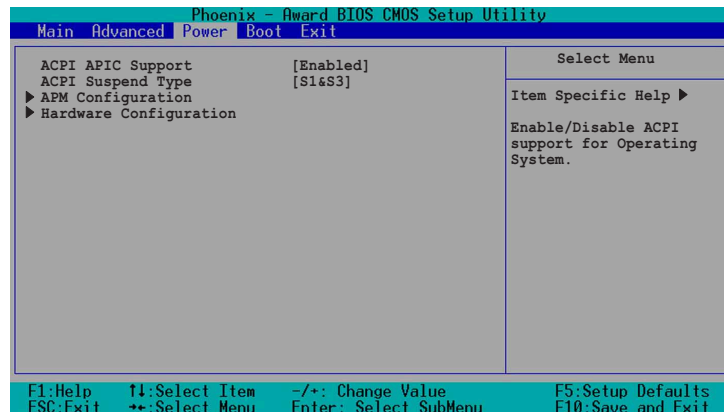 Phoenix - Award BIOS CMOS Setup Utility
Main Advanced Power Boot Exit
ACPI APIC Support [Enabled]
ACPI Suspend Type [S1&S3]
▶ APM Configuration
▶ Hardware Configuration
Select Menu
Item Specific Help ▶
Enable/Disable ACPI
support for Operating
System.
F1:Help ↑↓:Select Item -/+: Change Value F5:Setup Defaults
ESC:Exit →←:Select Menu Enter: Select SubMenu F10:Save and Exit